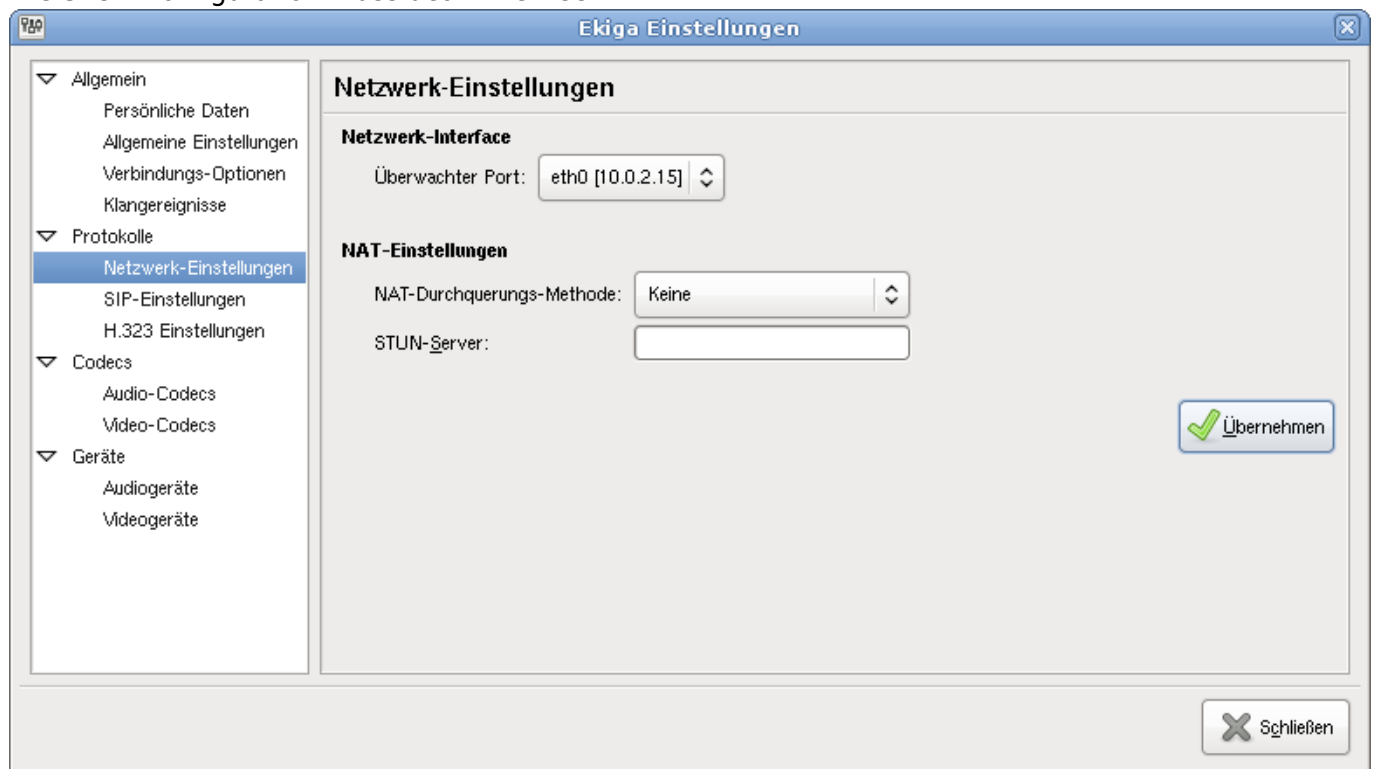 Ekiga Einstellungen
Allgemein
Persönliche Daten
Allgemeine Einstellungen
Verbindungs-Optionen
Klangereignisse
Protokolle
Netzwerk-Einstellungen
SIP-Einstellungen
H.323 Einstellungen
Codecs
Audio-Codecs
Video-Codecs
Geräte
Audiogeräte
Videogeräte
Netzwerk-Einstellungen
Netzwerk-Interface
Überwachter Port: eth0 [10.0.2.15]
NAT-Einstellungen
NAT-Durchquerungs-Methode: Keine
STUN-Server:
Übernehmen
Schließen